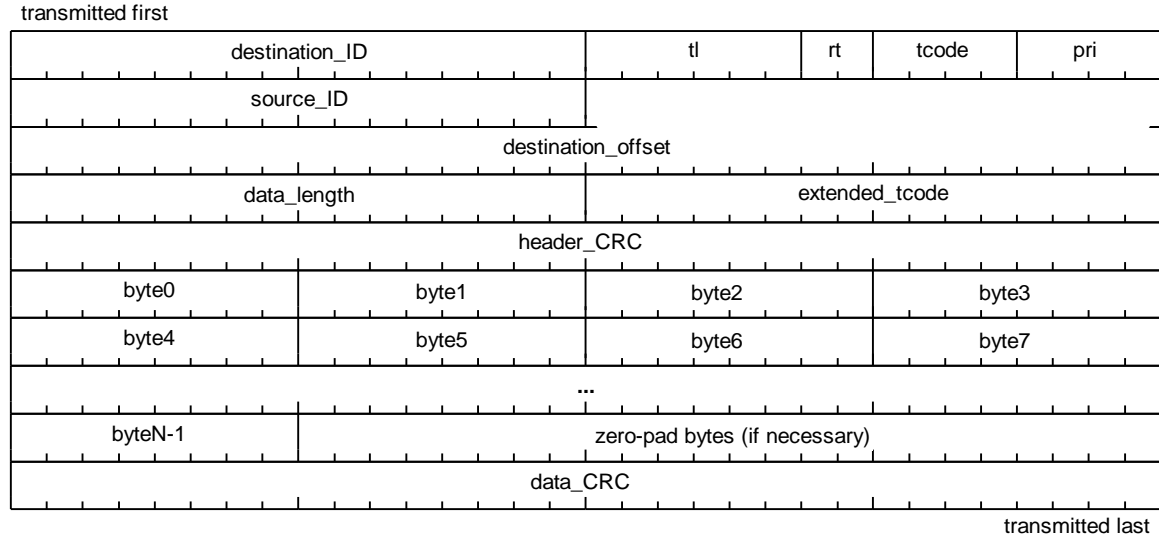 transmitted first
destination_ID tl rt tcode pri
source_ID
destination_offset
data_length extended_tcode
header_CRC
byte0 byte1 byte2 byte3
byte4 byte5 byte6 byte7
...
byteN-1 zero-pad bytes (if necessary)
data_CRC
transmitted last